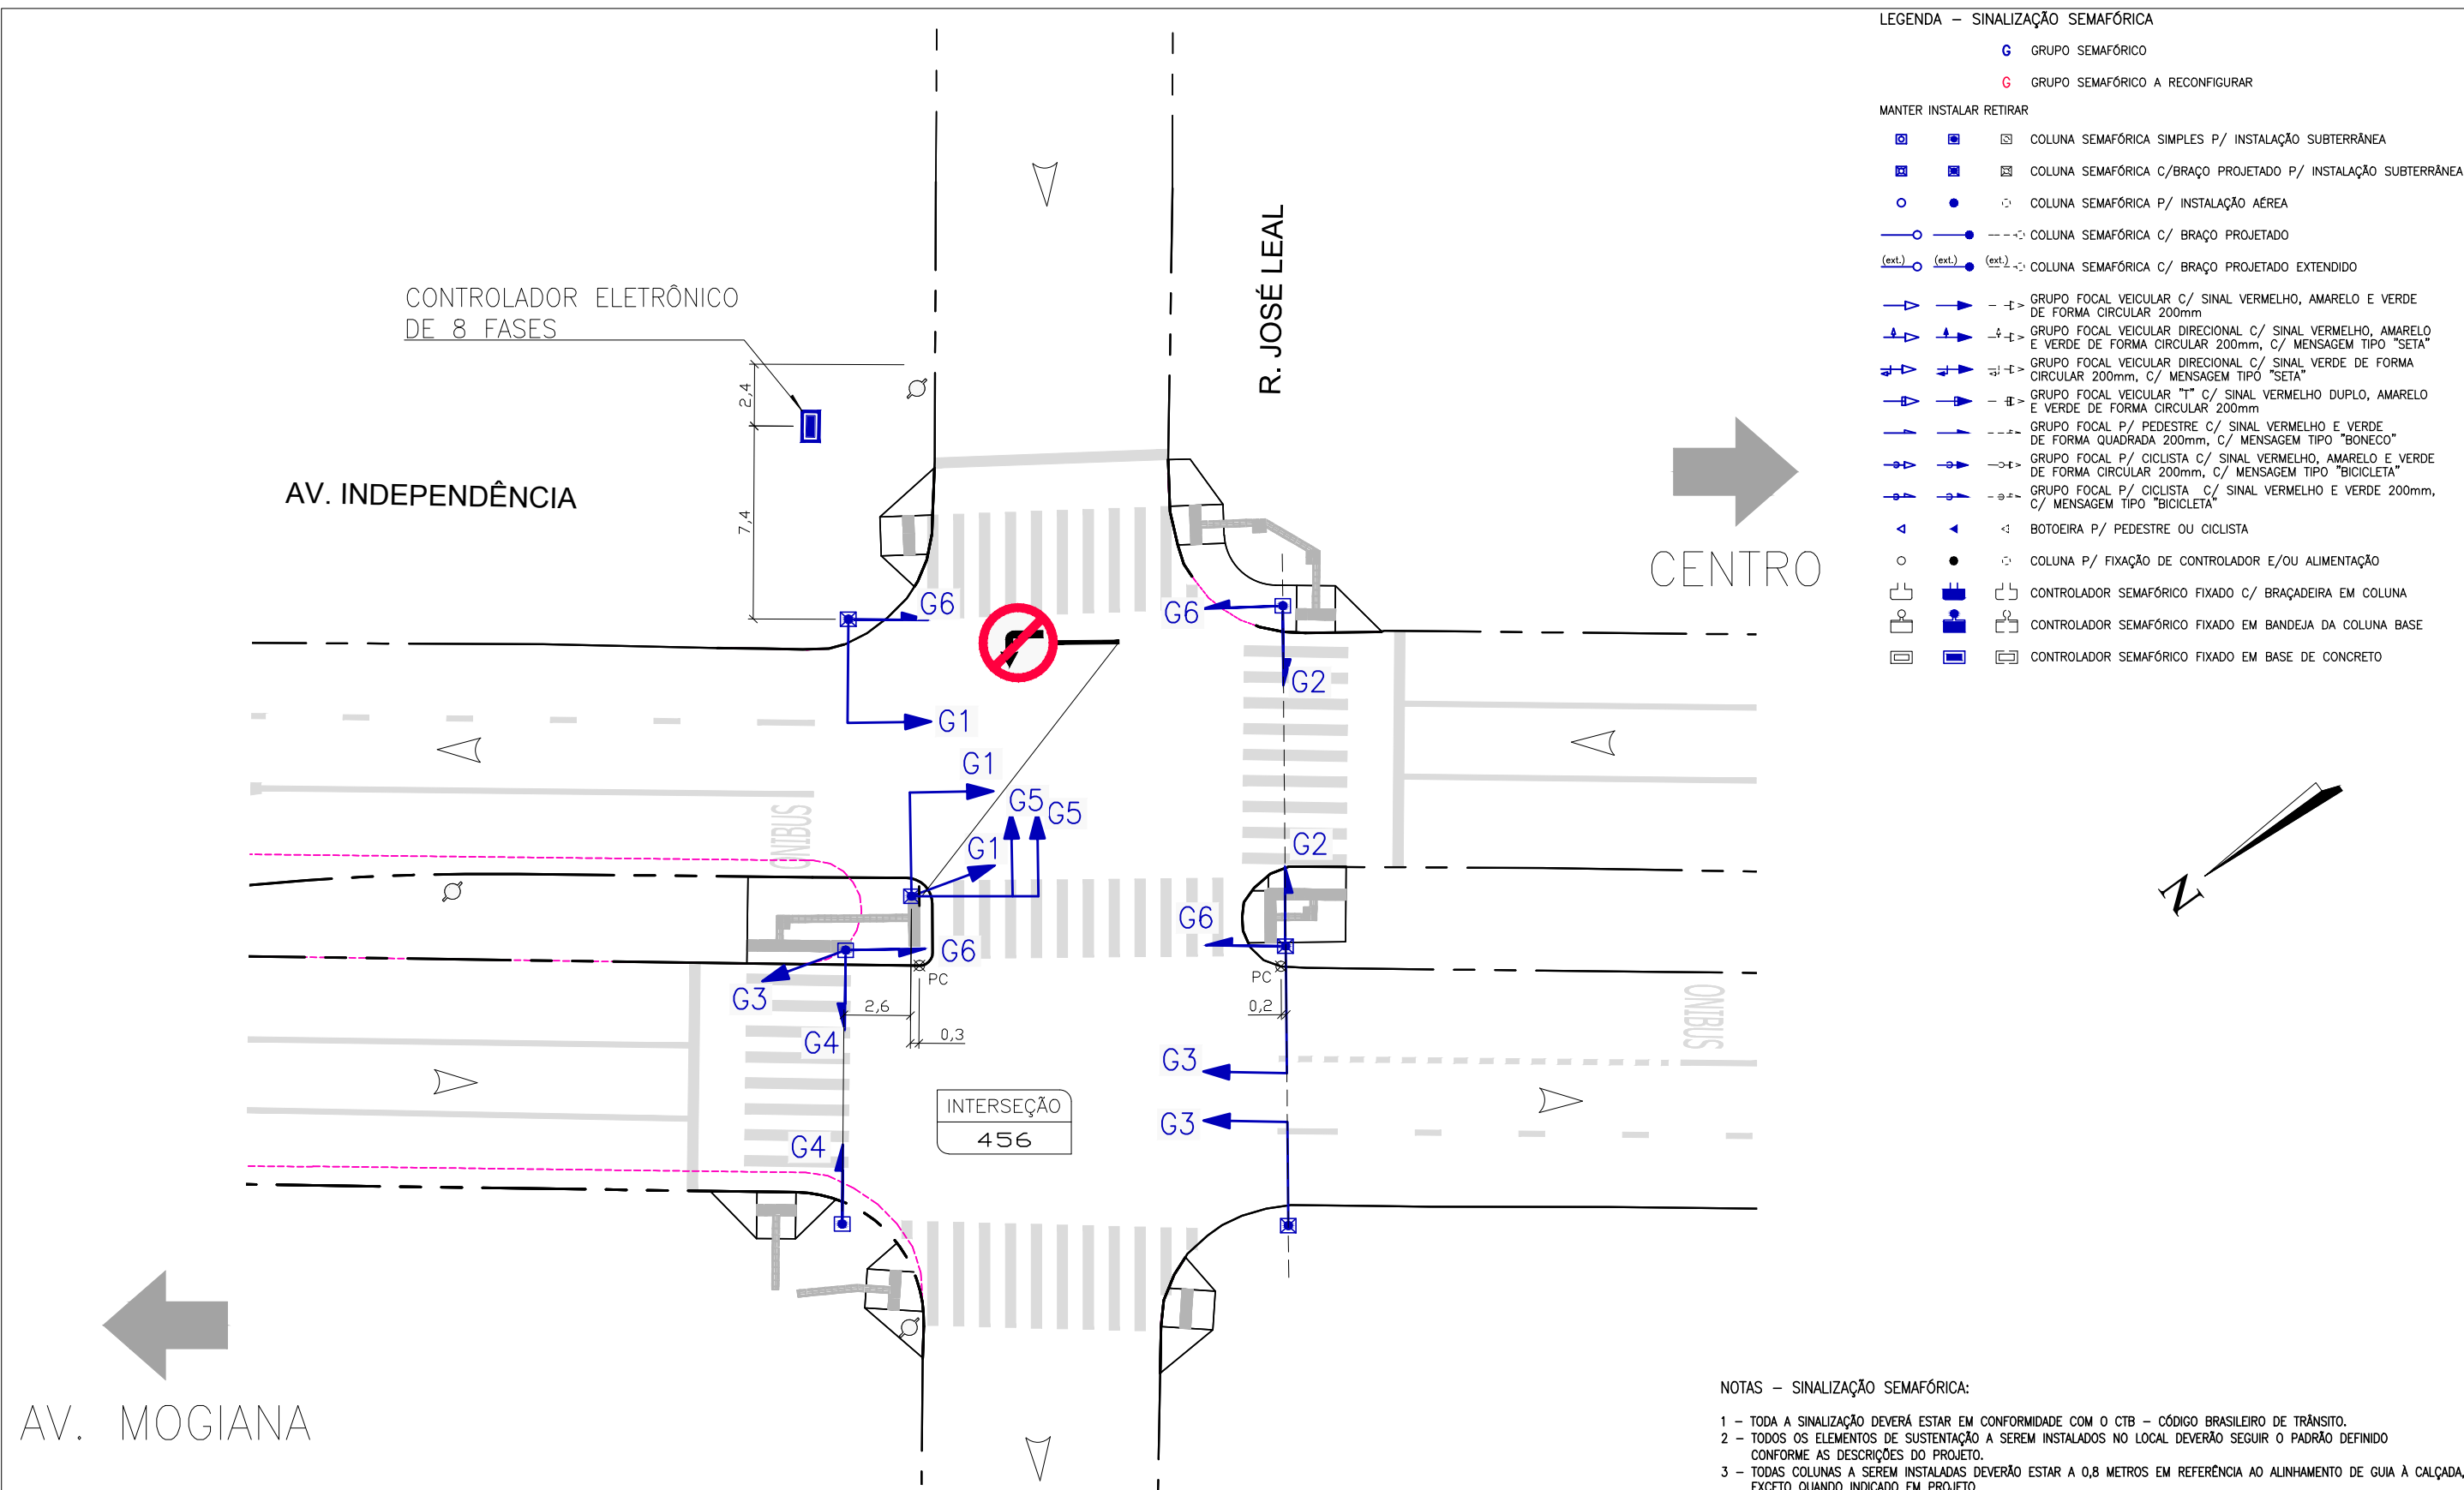 LEGENDA – SINALIZAÇÃO SEMAFÓRICA
G GRUPO SEMAFÓRICO
G GRUPO SEMAFÓRICO A RECONFIGURAR
MANTER INSTALAR RETIRAR
COLUNA SEMAFÓRICA SIMPLES P/ INSTALAÇÃO SUBTERRÂNEA
COLUNA SEMAFÓRICA C/BRAÇO PROJETADO P/ INSTALAÇÃO SUBTERRÂNEA
COLUNA SEMAFÓRICA P/ INSTALAÇÃO AÉREA
COLUNA SEMAFÓRICA C/ BRAÇO PROJETADO
(ext.) (ext.) (ext.) COLUNA SEMAFÓRICA C/ BRAÇO PROJETADO EXTENDIDO
GRUPO FOCAL VEICULAR C/ SINAL VERMELHO, AMARELO E VERDE
DE FORMA CIRCULAR 200mm
GRUPO FOCAL VEICULAR DIRECIONAL C/ SINAL VERMELHO, AMARELO
E VERDE DE FORMA CIRCULAR 200mm, C/ MENSAGEM TIPO "SETA"
GRUPO FOCAL VEICULAR DIRECIONAL C/ SINAL VERDE DE FORMA
CIRCULAR 200mm, C/ MENSAGEM TIPO "SETA"
GRUPO FOCAL VEICULAR "T" C/ SINAL VERMELHO DUPLO, AMARELO
E VERDE DE FORMA CIRCULAR 200mm
GRUPO FOCAL P/ PEDESTRE C/ SINAL VERMELHO E VERDE
DE FORMA QUADRADA 200mm, C/ MENSAGEM TIPO "BONECO"
GRUPO FOCAL P/ CICLISTA C/ SINAL VERMELHO, AMARELO E VERDE
DE FORMA CIRCULAR 200mm, C/ MENSAGEM TIPO "BICICLETA"
GRUPO FOCAL P/ CICLISTA C/ SINAL VERMELHO E VERDE 200mm,
C/ MENSAGEM TIPO "BICICLETA"
BOTOEIRA P/ PEDESTRE OU CICLISTA
COLUNA P/ FIXAÇÃO DE CONTROLADOR E/OU ALIMENTAÇÃO
CONTROLADOR SEMAFÓRICO FIXADO C/ BRAÇADEIRA EM COLUNA
CONTROLADOR SEMAFÓRICO FIXADO EM BANDEJA DA COLUNA BASE
CONTROLADOR SEMAFÓRICO FIXADO EM BASE DE CONCRETO
R. JOSÉ LEAL
CONTROLADOR ELETRÔNICO
DE 8 FASES
2,4
7,4
AV. INDEPENDÊNCIA
CENTRO
G6
G6
G2
G1
G1
G5
G5
G1
G2
ONIBUS
G6
G6
G3
PC
PC
2,6
0,2
0,3
G4
ONIBUS
G3
G3
G4
INTERSEÇÃO
456
N
AV. MOGIANA
NOTAS – SINALIZAÇÃO SEMAFÓRICA:
1 – TODA A SINALIZAÇÃO DEVERÁ ESTAR EM CONFORMIDADE COM O CTB – CÓDIGO BRASILEIRO DE TRÂNSITO.
2 – TODOS OS ELEMENTOS DE SUSTENTAÇÃO A SEREM INSTALADOS NO LOCAL DEVERÃO SEGUIR O PADRÃO DEFINIDO
CONFORME AS DESCRIÇÕES DO PROJETO.
3 – TODAS COLUNAS A SEREM INSTALADAS DEVERÃO ESTAR A 0,8 METROS EM REFERÊNCIA AO ALINHAMENTO DE GUIA À CALÇADA,
EXCETO QUANDO INDICADO EM PROJETO